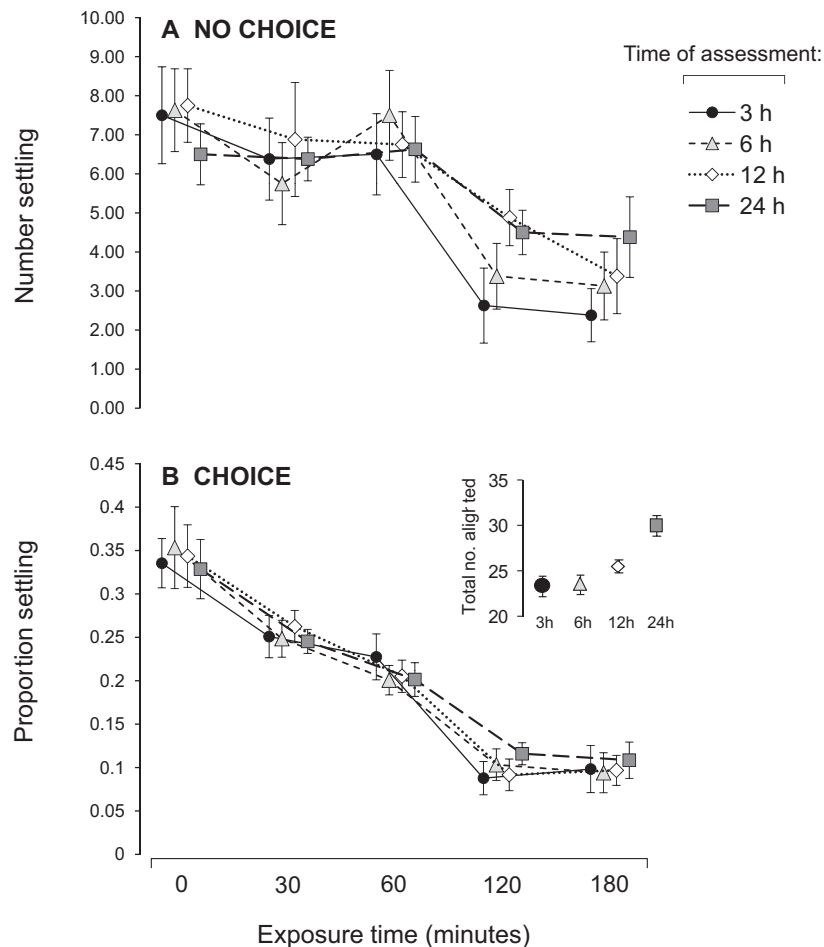 A NO CHOICE
Time of assessment:
3 h
6 h
12 h
24 h
Number settling
10.00
9.00
8.00
7.00
6.00
5.00
4.00
3.00
2.00
1.00
0.00
B CHOICE
Proportion settling
0.45
0.4
0.35
0.3
0.25
0.2
0.15
0.1
0.05
0
Total no. alighted
35
30
25
20
3h 6h 12h 24h
0 30 60 120 180
Exposure time (minutes)